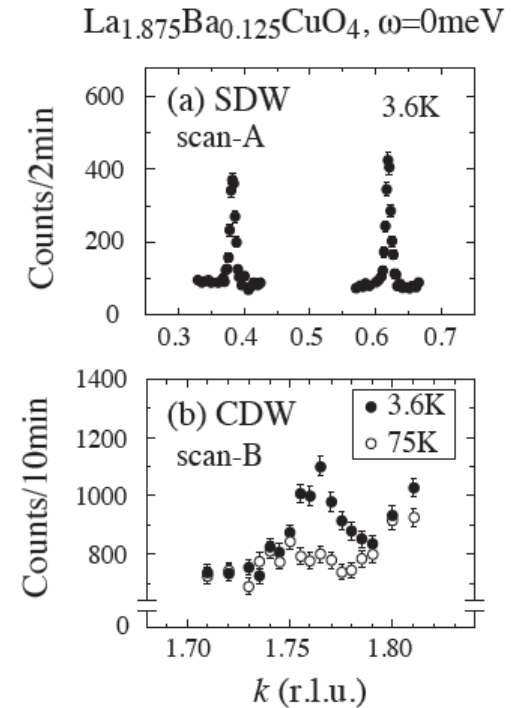 La1.875Ba0.125CuO4, ω=0meV
(a) SDW
3.6K
scan-A
Counts/2min
600
400
200
0
0.3 0.4 0.5 0.6 0.7
(b) CDW
● 3.6K
○ 75K
scan-B
Counts/10min
1400
1200
1000
800
0
1.70 1.75 1.80
k (r.l.u.)